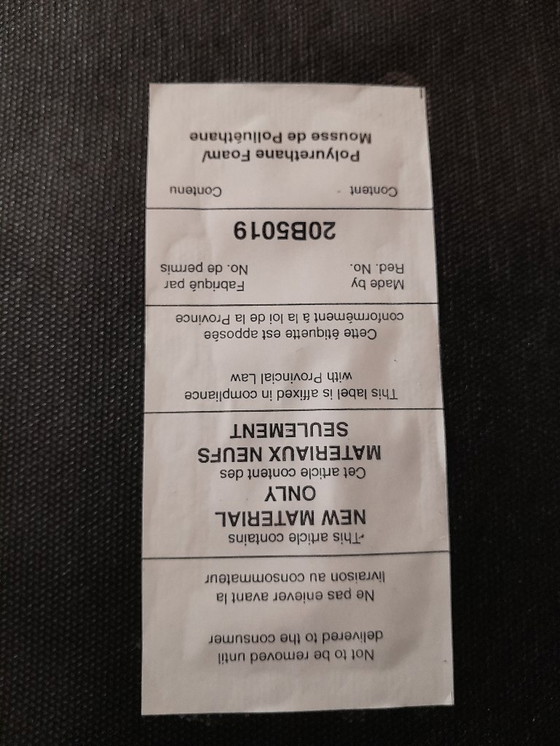 Not to be removed until
delivered to the consumer
Ne pas enlever avant la
livraison au consommateur
This article contains
NEW MATERIAL
ONLY
Cet article content des
MATERIAUX NEUFS
SEULEMENT
This label is affixed in compliance
with Provincial Law
Cette étiquette est apposée
conformément à la loi de la Province
Made by Fabriqué par
Red. No. No. de permis
20B5019
Content Contenu
Polyurethane Foam/
Mousse de Polluéthane